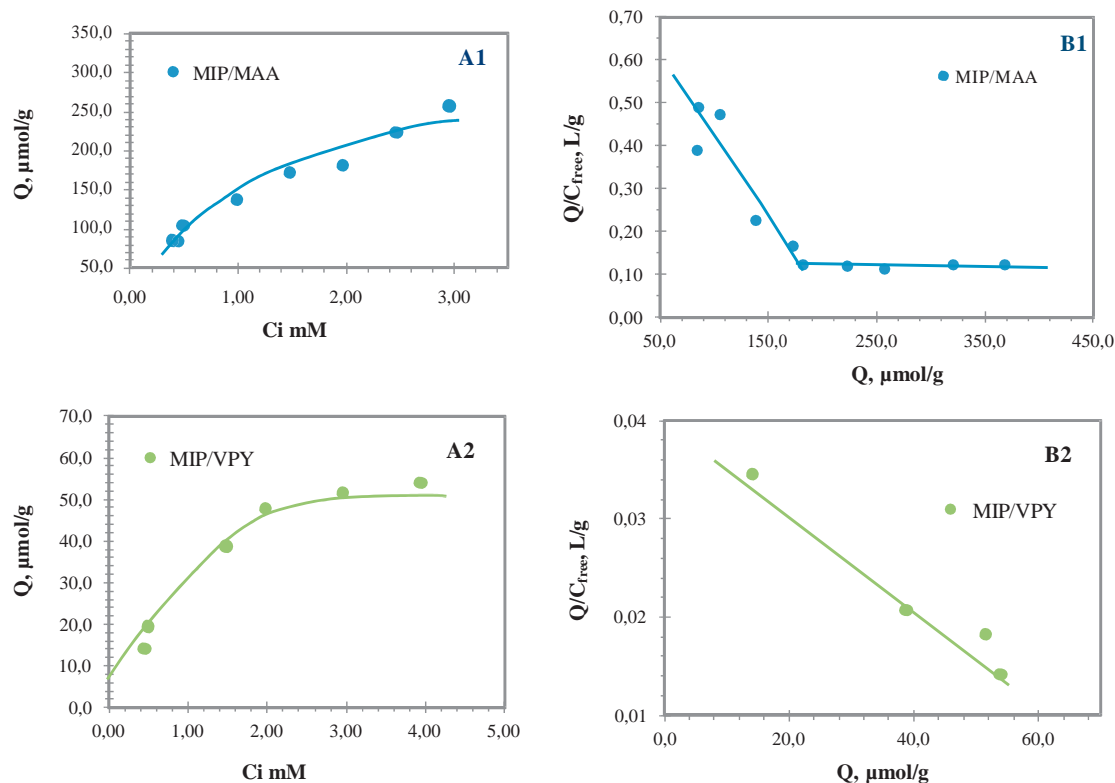 A1
MIP/MAA
350,0
300,0
250,0
200,0
150,0
100,0
50,0
Q, µmol/g
0,00 1,00 2,00 3,00
Ci mM
B1
MIP/MAA
0,70
0,60
0,50
0,40
0,30
0,20
0,10
0,00
Q/Cfree, L/g
50,0 150,0 250,0 350,0 450,0
Q, µmol/g
A2
MIP/VPY
70,0
60,0
50,0
40,0
30,0
20,0
10,0
0,0
Q, µmol/g
0,00 1,00 2,00 3,00 4,00 5,00
Ci mM
B2
MIP/VPY
0,04
0,03
0,02
0,01
Q/Cfree, L/g
0,0 20,0 40,0 60,0
Q, µmol/g